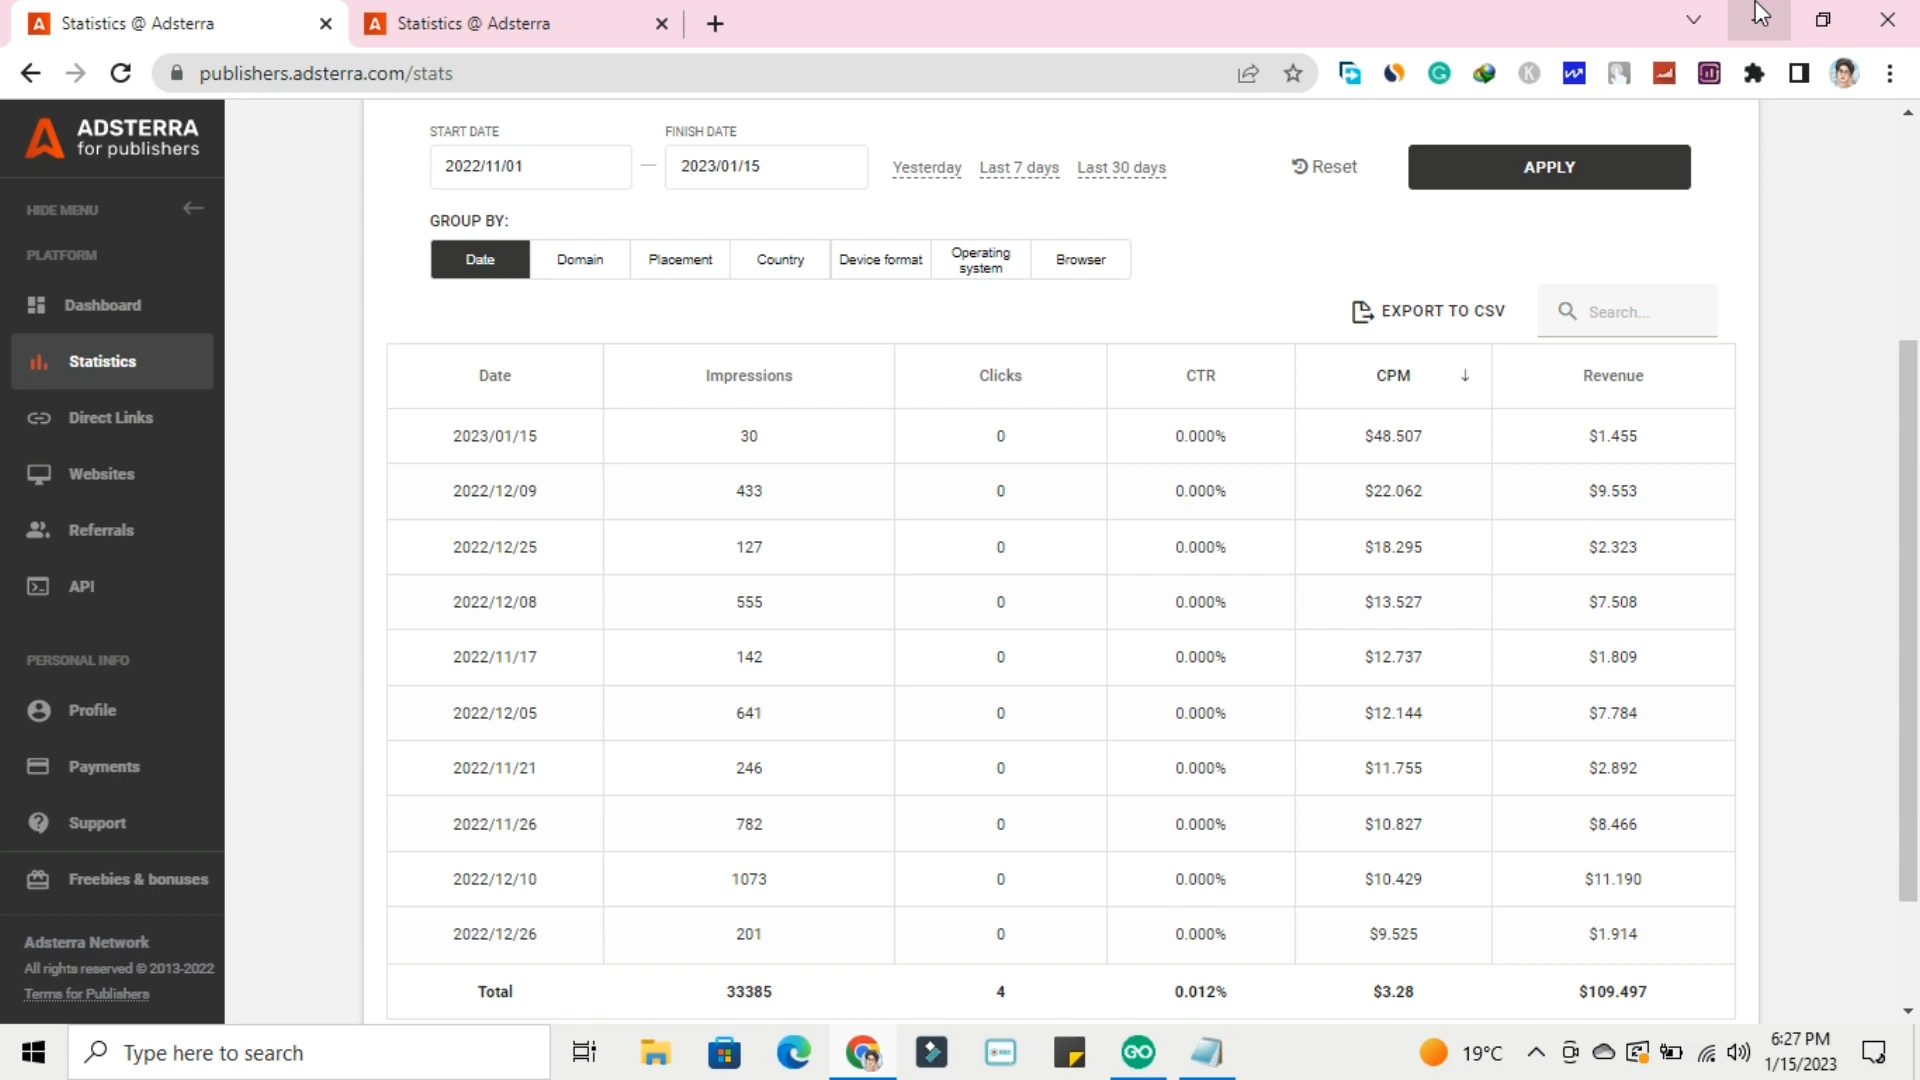 Statistics @ Adsterra
Statistics @ Adsterra
publishers.adsterra.com/stats
ADSTERRA
for publishers
HIDE MENU
PLATFORM
Dashboard
Statistics
Direct Links
Websites
Referrals
API
PERSONAL INFO
Profile
Payments
Support
Freebies & bonuses
Adsterra Network
All rights reserved © 2013-2022
Terms for Publishers
START DATE FINISH DATE
2022/11/01 — 2023/01/15 Yesterday Last 7 days Last 30 days Reset APPLY
GROUP BY:
Date Domain Placement Country Device format Operating system Browser
EXPORT TO CSV Search...
Date Impressions Clicks CTR CPM ↓ Revenue
2023/01/15 30 0 0.000% $48.507 $1.455
2022/12/09 433 0 0.000% $22.062 $9.553
2022/12/25 127 0 0.000% $18.295 $2.323
2022/12/08 555 0 0.000% $13.527 $7.508
2022/11/17 142 0 0.000% $12.737 $1.809
2022/12/05 641 0 0.000% $12.144 $7.784
2022/11/21 246 0 0.000% $11.755 $2.892
2022/11/26 782 0 0.000% $10.827 $8.466
2022/12/10 1073 0 0.000% $10.429 $11.190
2022/12/26 201 0 0.000% $9.525 $1.914
Total 33385 4 0.012% $3.28 $109.497
Type here to search
GO
19°C
6:27 PM
1/15/2023